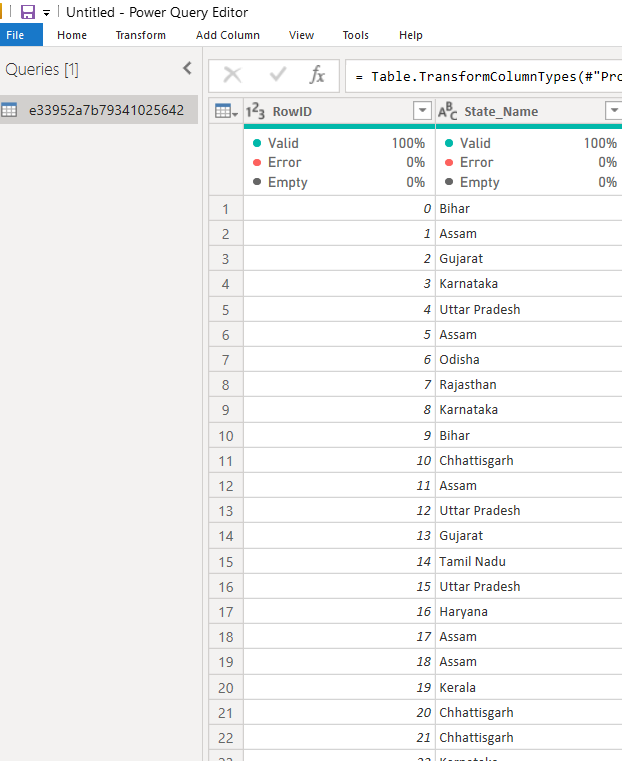 Untitled - Power Query Editor
File Home Transform Add Column View Tools Help
Queries [1]
e33952a7b79341025642
fx = Table.TransformColumnTypes(#"Pro
123 RowID ABC State_Name
Valid 100% Valid 100%
Error 0% Error 0%
Empty 0% Empty 0%
1 0 Bihar
2 1 Assam
3 2 Gujarat
4 3 Karnataka
5 4 Uttar Pradesh
6 5 Assam
7 6 Odisha
8 7 Rajasthan
9 8 Karnataka
10 9 Bihar
11 10 Chhattisgarh
12 11 Assam
13 12 Uttar Pradesh
14 13 Gujarat
15 14 Tamil Nadu
16 15 Uttar Pradesh
17 16 Haryana
18 17 Assam
19 18 Assam
20 19 Kerala
21 20 Chhattisgarh
22 21 Chhattisgarh